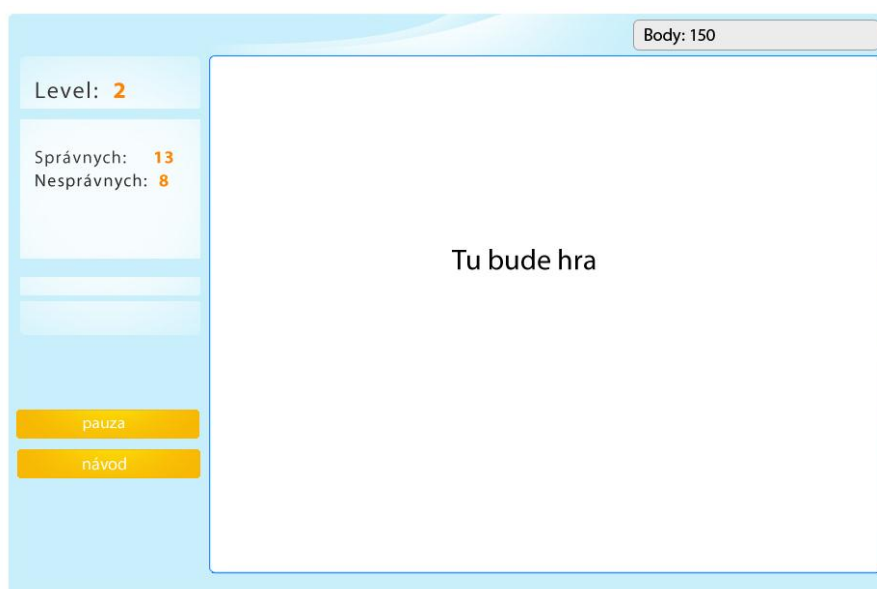 Body: 150
Level: 2
Správnych: 13
Nesprávnych: 8
Tu bude hra
pauza
návod